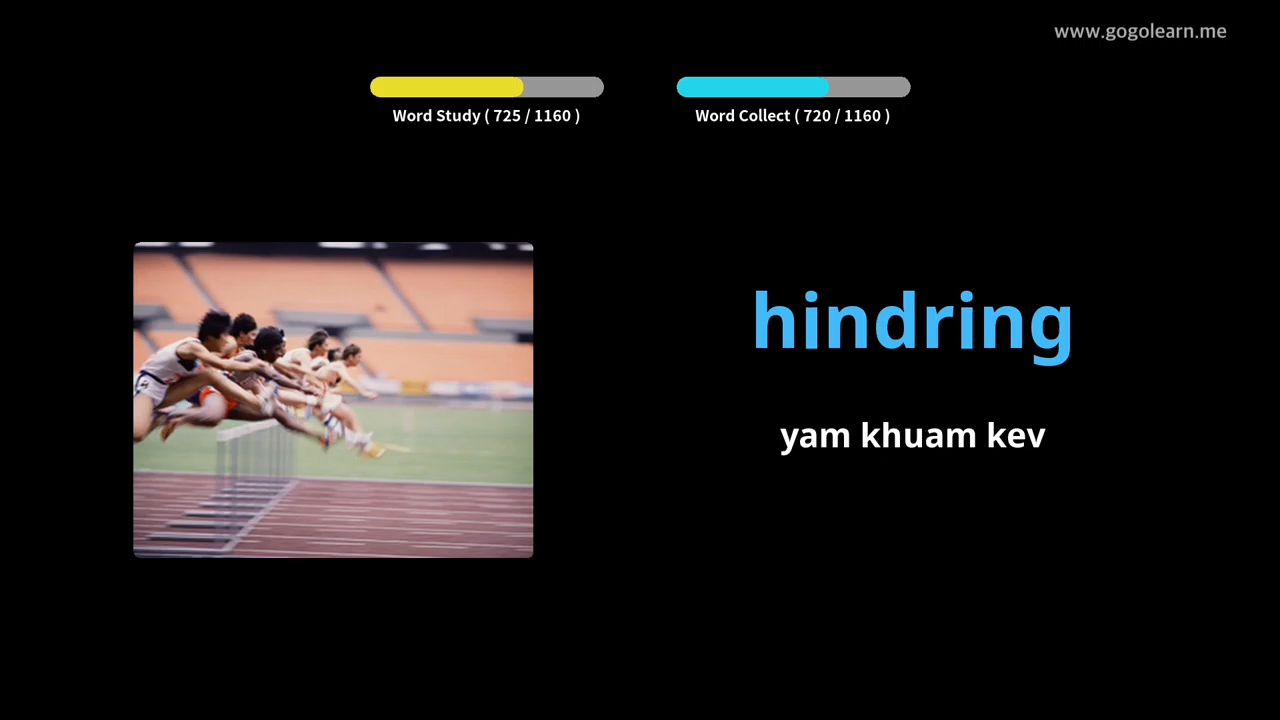 www.gogolearn.me
Word Study ( 725 / 1160 )
Word Collect ( 720 / 1160 )
hindring
yam khuam kev